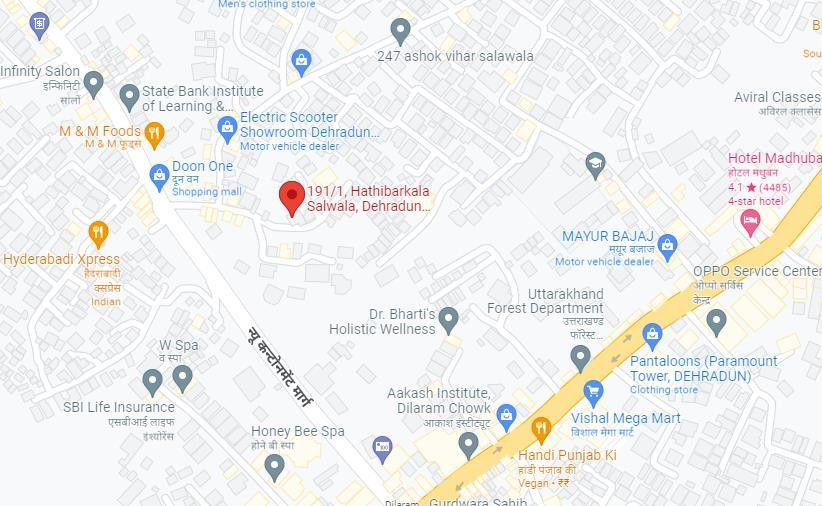 Men's clothing store
247 ashok vihar salawala
Infinity Salon
इन्फिनिटी
सालों
State Bank Institute
of Learning &...
M & M Foods
M & M फूड्स
Electric Scooter
Showroom Dehradun...
Motor vehicle dealer
Doon One
दून वन
Shopping mall
191/1, Hathibarkala
Salwala, Dehradun...
Aviral Classes
अविरल क्लासेस
Hotel Madhuba
होटल मधुबन
4.1 ★ (4485)
4-star hotel
Hyderabadi Xpress
हैदराबादी
क्सप्रेस
Indian
MAYUR BAJAJ
मयूर बजाज
Motor vehicle dealer
OPPO Service Center
ओप्पो सर्विस
केन्द्र
Uttarakhand
Forest Department
उत्तराखण्ड
फॉरेस्ट...
Dr. Bharti's
Holistic Wellness
न्यू कन्टोनमेंट मार्ग
W Spa
व स्पा
Pantaloons (Paramount
Tower, DEHRADUN)
Clothing store
SBI Life Insurance
एसबीआई लाइफ
इंश्योरेंस
Aakash Institute,
Dilaram Chowk
आकाश इंस्टीट्यूट
Vishal Mega Mart
विशाल मेगा मार्ट
Honey Bee Spa
होने बी स्पा
Handi Punjab Ki
हांडी पंजाब की
Vegan • ₹₹
Dilaram
Gurdwara Sahib